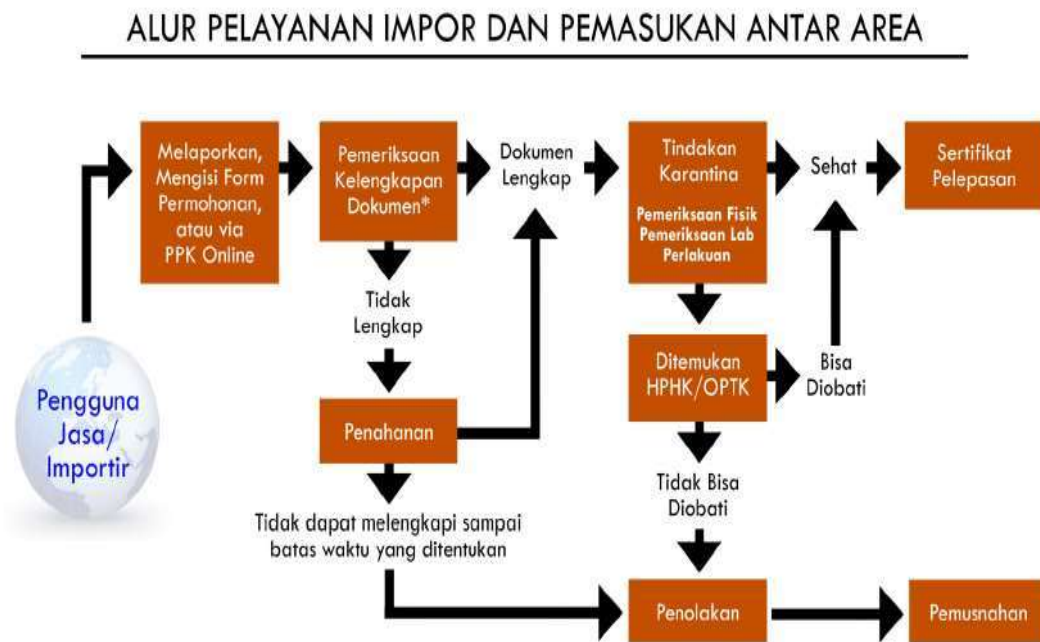 ALUR PELAYANAN IMPOR DAN PEMASUKAN ANTAR AREA
Pengguna
Jasa/
Importir
Melaporkan,
Mengisi Form
Permohonan,
atau via
PPK Online
Pemeriksaan
Kelengkapan
Dokumen*
Dokumen
Lengkap
Tidak
Lengkap
Penahanan
Tidak dapat melengkapi sampai
batas waktu yang ditentukan
Tindakan
Karantina
Pemeriksaan Fisik
Pemeriksaan Lab
Perlakuan
Sehat
Sertifikat
Pelepasan
Ditemukan
HPHK/OPTK
Bisa
Diobati
Tidak Bisa
Diobati
Penolakan
Pemusnahan